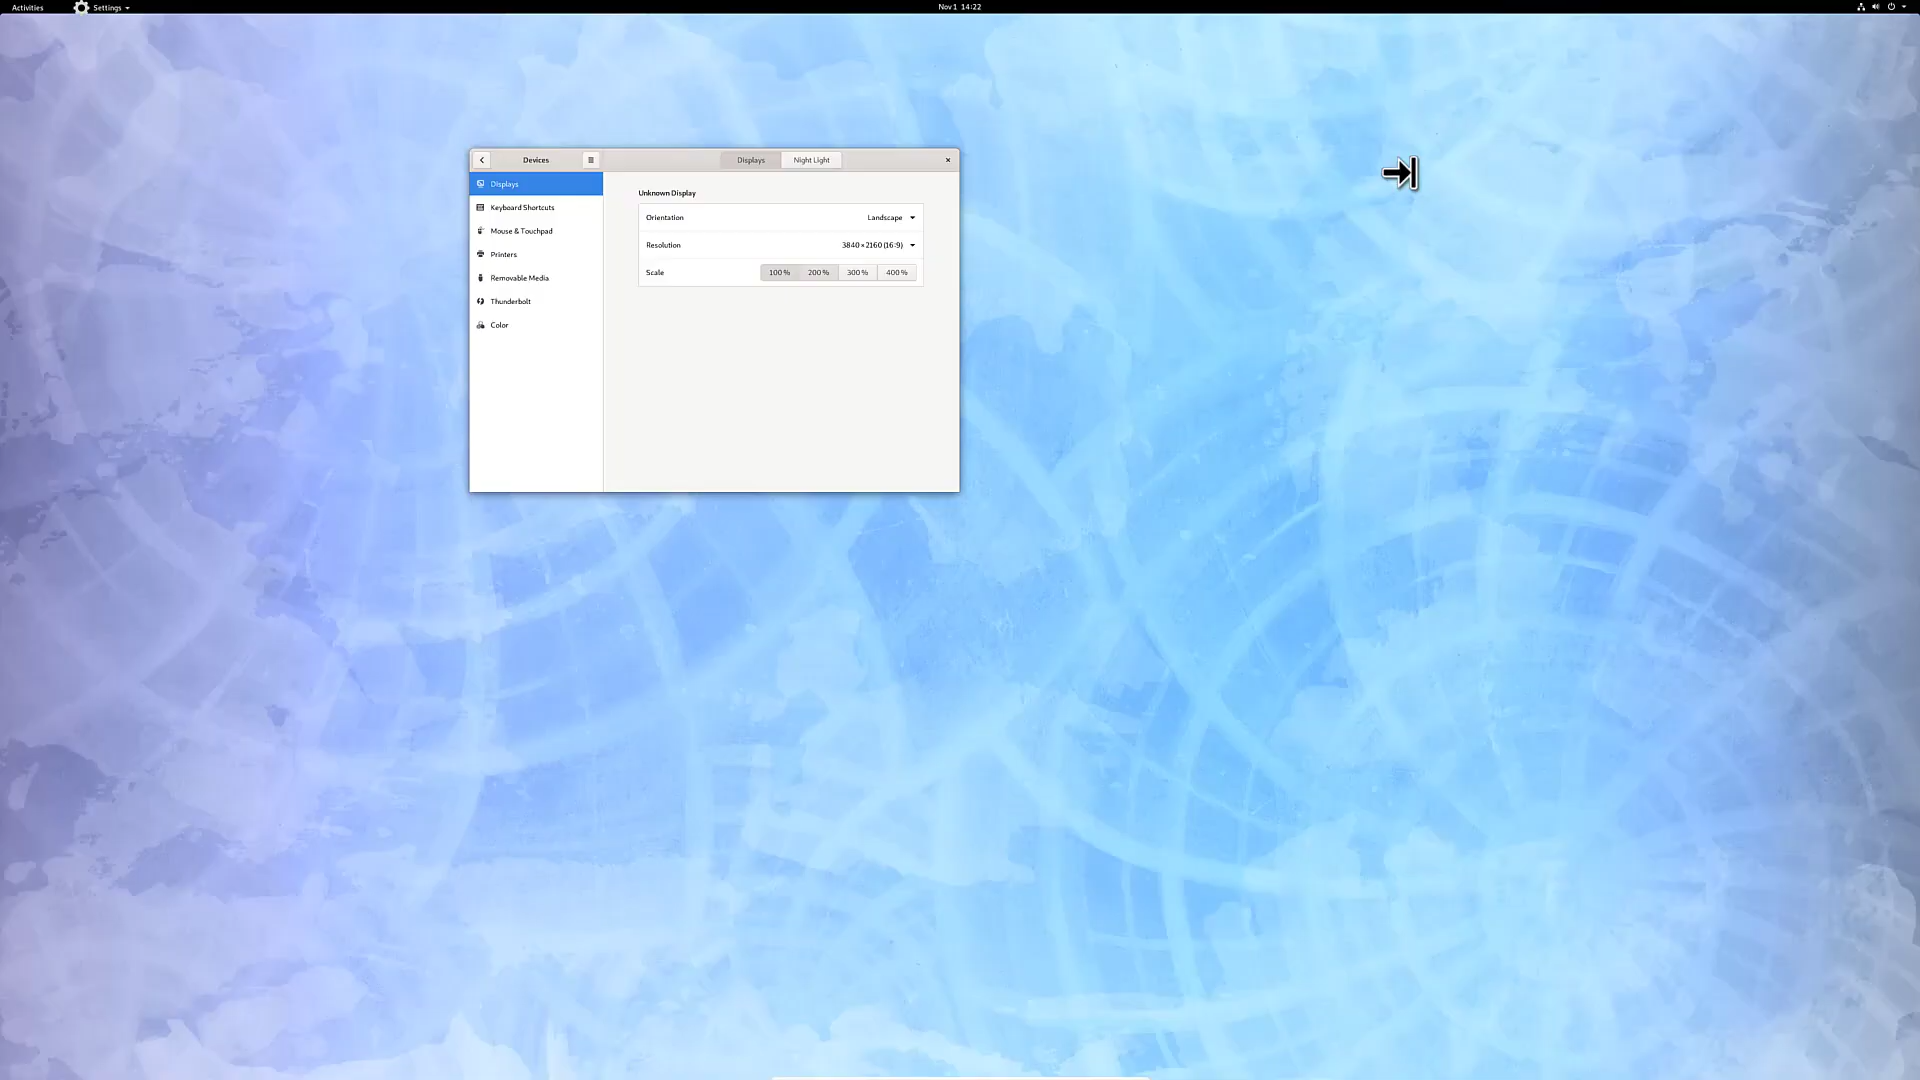 Activities
Settings
Nov 1 14:22
Devices
Displays
Night Light
Displays
Keyboard Shortcuts
Mouse & Touchpad
Printers
Removable Media
Thunderbolt
Color
Unknown Display
Orientation
Landscape
Resolution
3840 × 2160 (16:9)
Scale
100 %
200 %
300 %
400 %